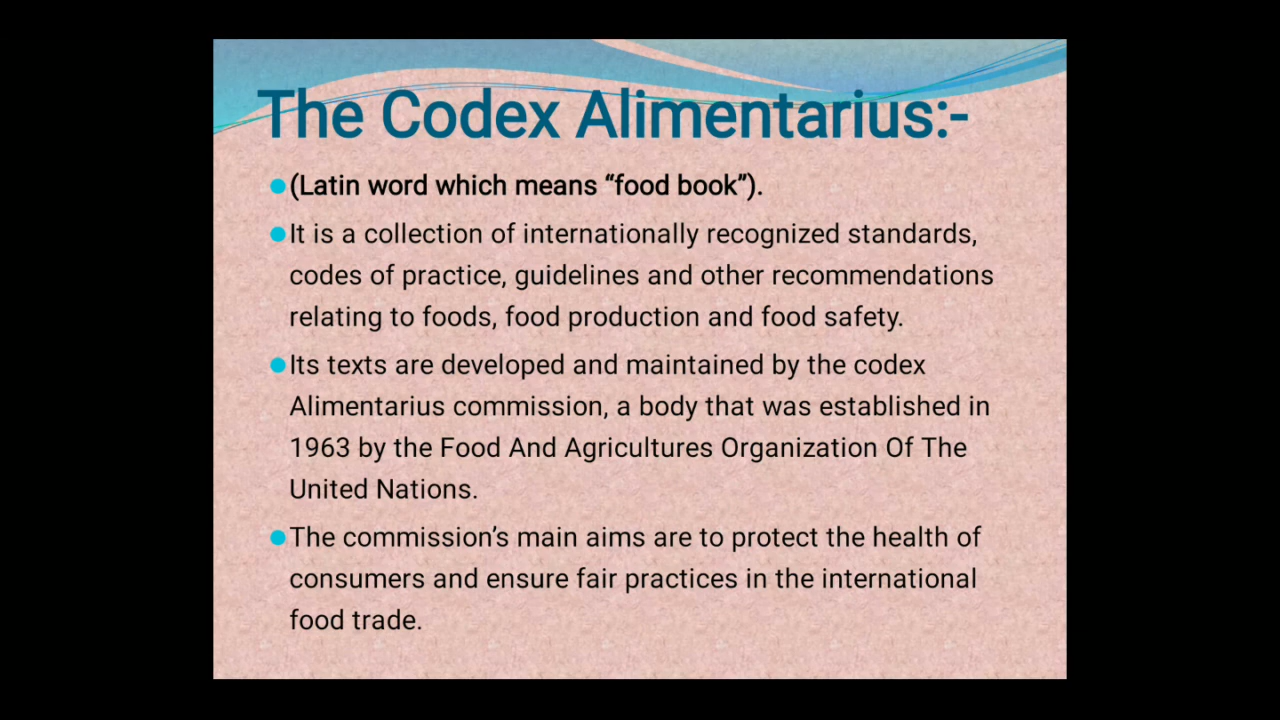 The Codex Alimentarius:-
(Latin word which means “food book”).
It is a collection of internationally recognized standards,
codes of practice, guidelines and other recommendations
relating to foods, food production and food safety.
Its texts are developed and maintained by the codex
Alimentarius commission, a body that was established in
1963 by the Food And Agricultures Organization Of The
United Nations.
The commission’s main aims are to protect the health of
consumers and ensure fair practices in the international
food trade.